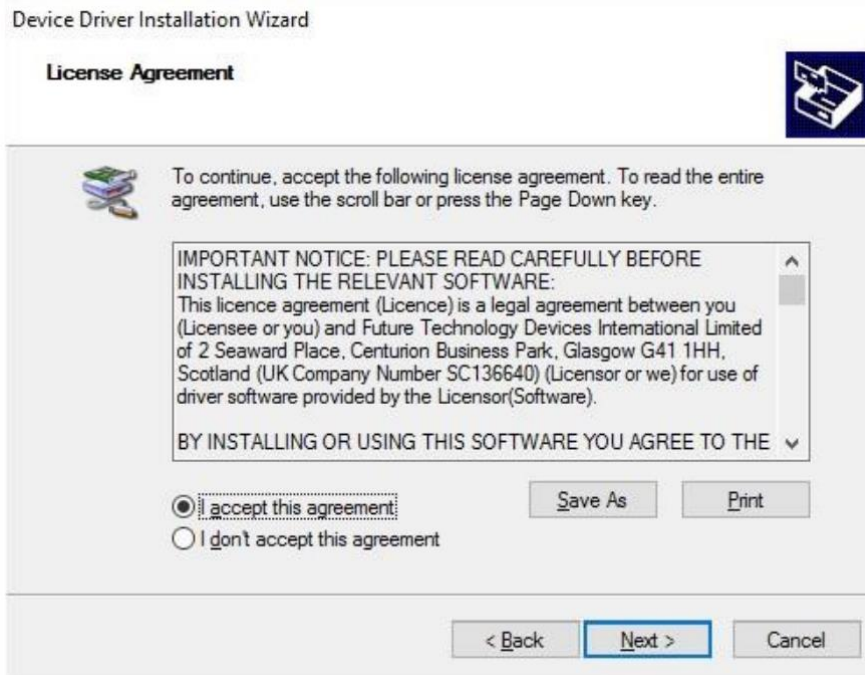 Device Driver Installation Wizard
License Agreement
To continue, accept the following license agreement. To read the entire
agreement, use the scroll bar or press the Page Down key.
IMPORTANT NOTICE: PLEASE READ CAREFULLY BEFORE
INSTALLING THE RELEVANT SOFTWARE:
This licence agreement (Licence) is a legal agreement between you
(Licensee or you) and Future Technology Devices International Limited
of 2 Seaward Place, Centurion Business Park, Glasgow G41 1HH,
Scotland (UK Company Number SC136640) (Licensor or we) for use of
driver software provided by the Licensor(Software).
BY INSTALLING OR USING THIS SOFTWARE YOU AGREE TO THE
I accept this agreement
Save As
Print
I don't accept this agreement
< Back
Next >
Cancel